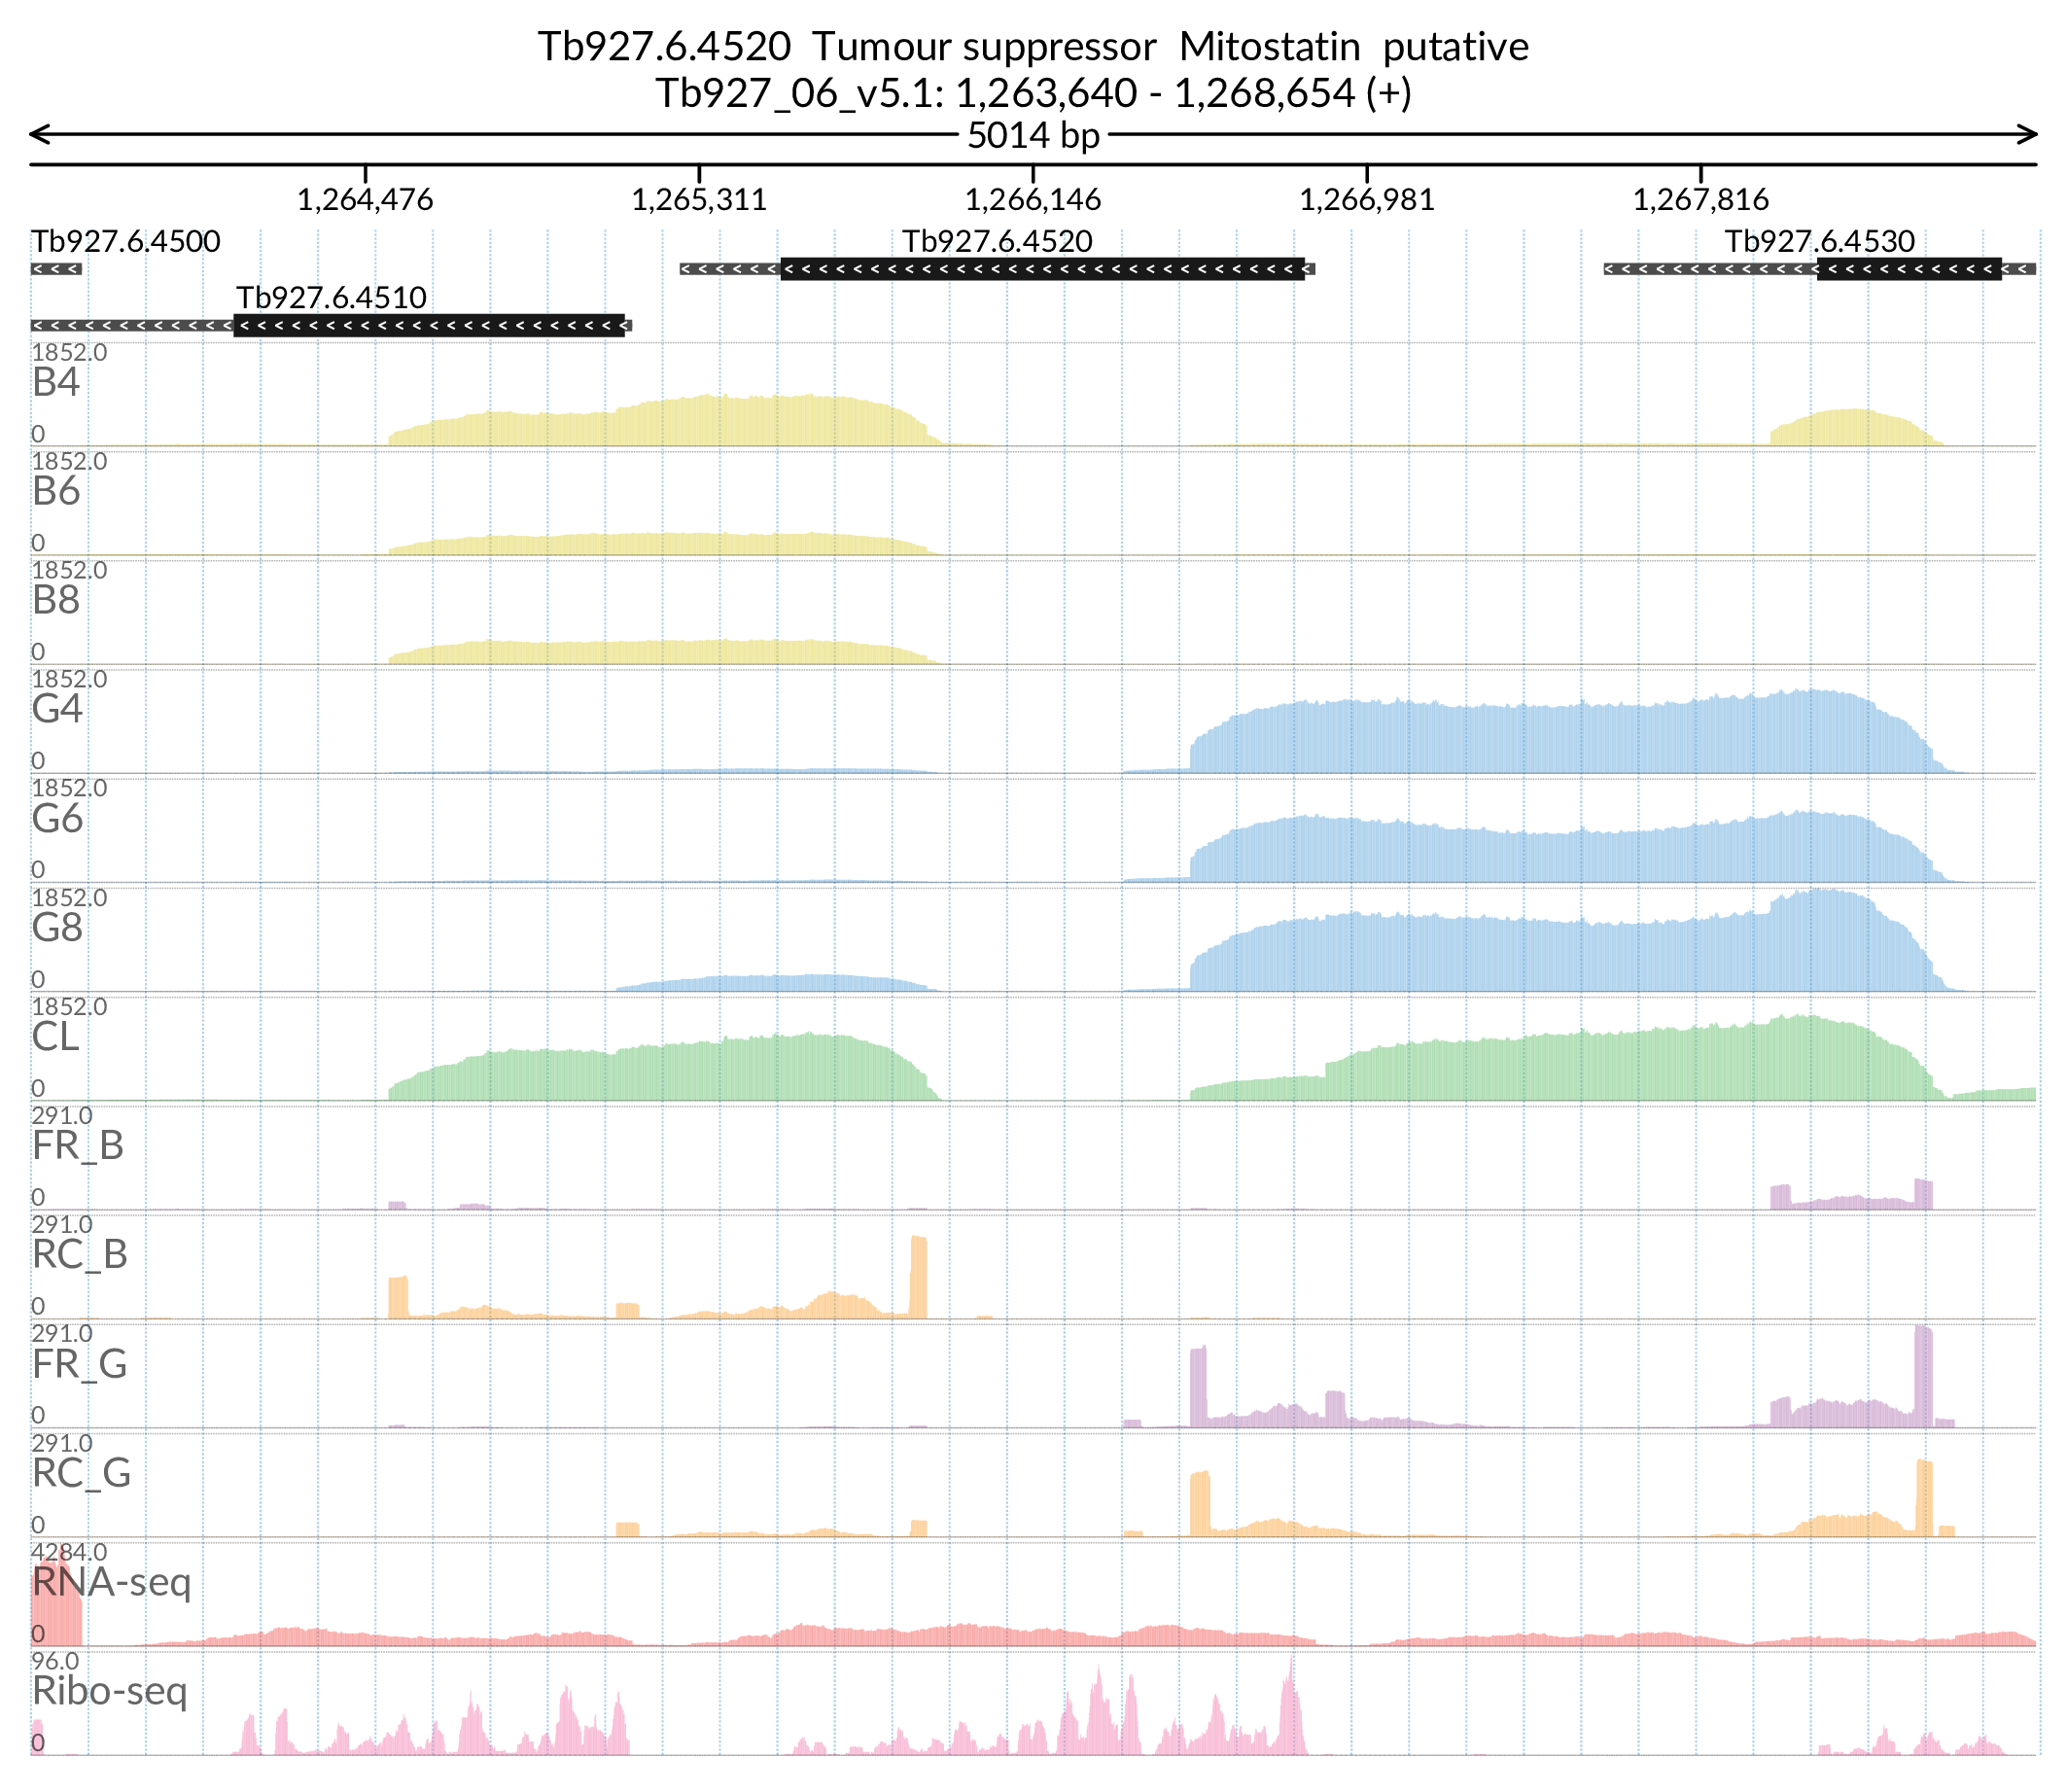 Tb927.6.4520  Tumour suppressor  Mitostatin  putative
Tb927_06_v5.1: 1,263,640 - 1,268,654 (+)
5014 bp
1,264,476 1,265,311 1,266,146 1,266,981 1,267,816
Tb927.6.4500 Tb927.6.4520 Tb927.6.4530
Tb927.6.4510
1852.0
B4
0
1852.0
B6
0
1852.0
B8
0
1852.0
G4
0
1852.0
G6
0
1852.0
G8
0
1852.0
CL
0
291.0
FR_B
0
291.0
RC_B
0
291.0
FR_G
0
291.0
RC_G
0
4284.0
RNA-seq
0
96.0
Ribo-seq
0